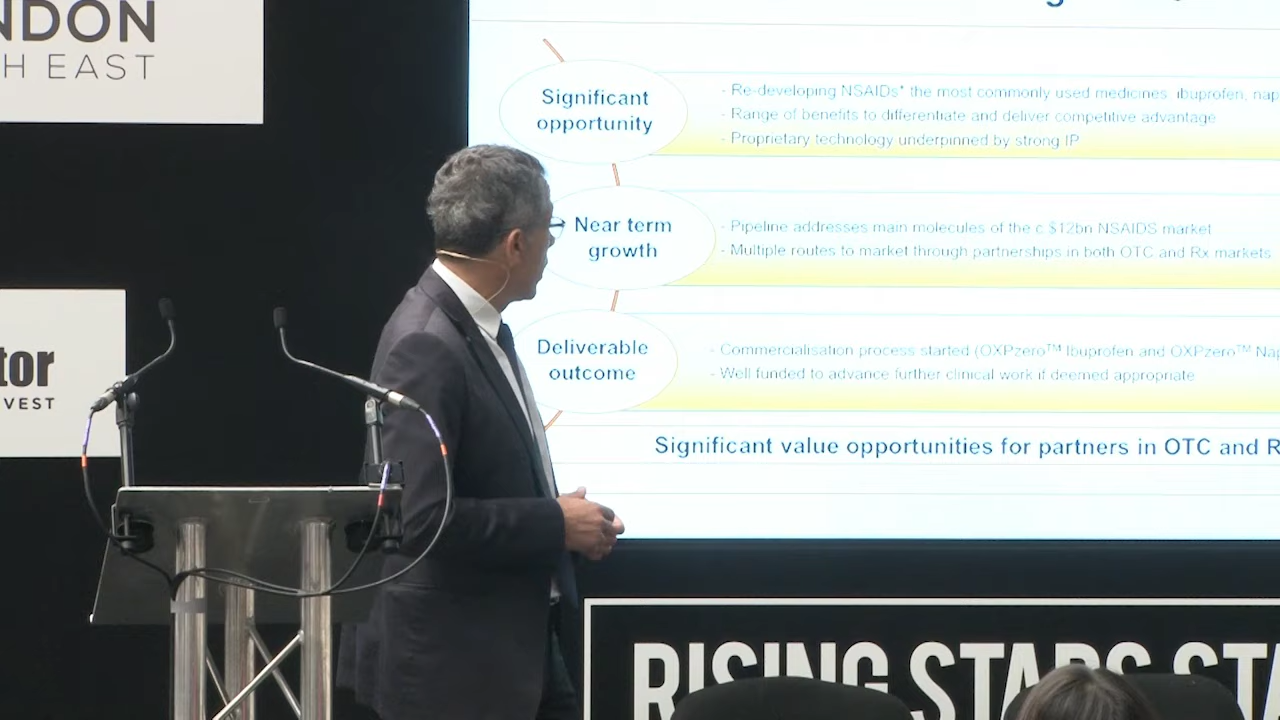 NDON
H EAST
tor
VEST
Significant
opportunity
- Re-developing NSAIDs* the most commonly used medicines: ibuprofen, nap
- Range of benefits to differentiate and deliver competitive advantage
- Proprietary technology underpinned by strong IP
Near term
growth
- Pipeline addresses main molecules of the c.$12bn NSAIDS market
- Multiple routes to market through partnerships in both OTC and Rx markets
Deliverable
outcome
- Commercialisation process started (OXPzero™ Ibuprofen and OXPzero™ Nap
- Well funded to advance further clinical work if deemed appropriate
Significant value opportunities for partners in OTC and R
RISING STARS STA